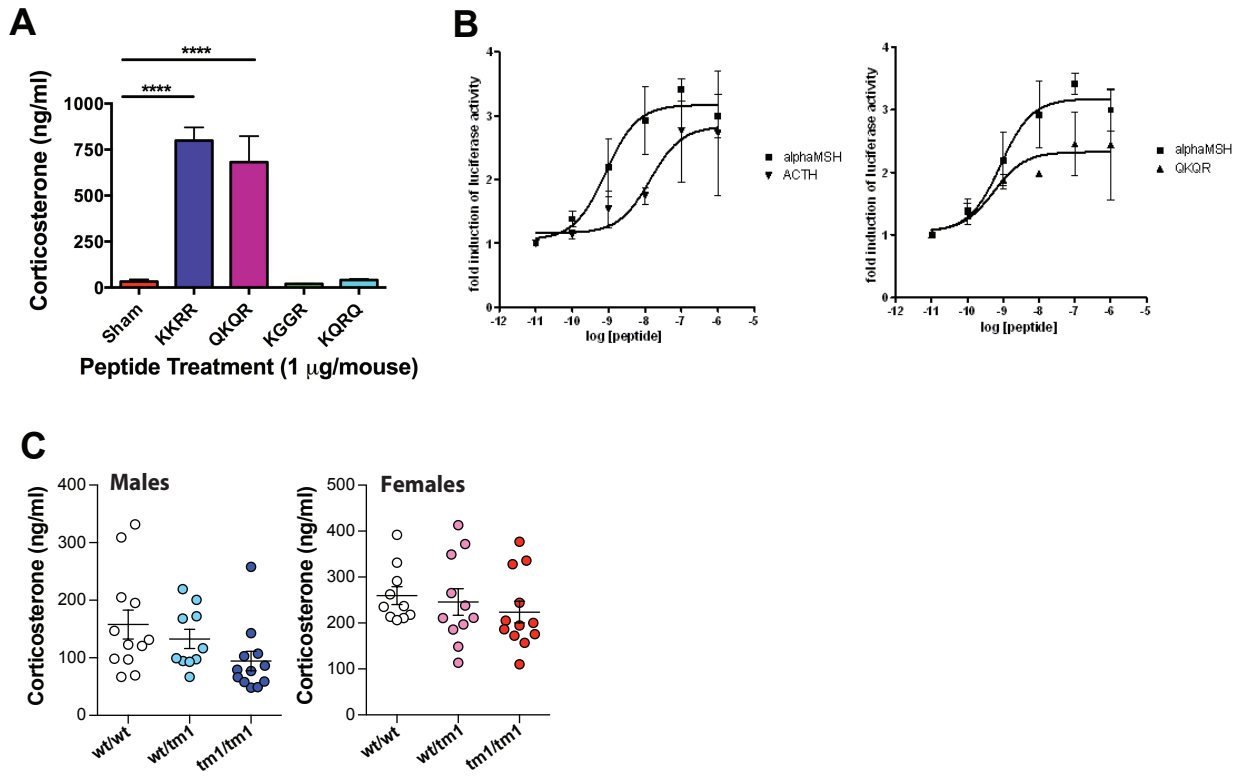 A
****
****
Corticosterone (ng/ml)
1000
750
500
250
0
Sham
KKRR
QKQR
KGGR
KQRQ
Peptide Treatment (1 μg/mouse)
B
fold induction of luciferase activity
4
3
2
1
0
-12
-11
-10
-9
-8
-7
-6
-5
log [peptide]
alphaMSH
ACTH
fold induction of luciferase activity
4
3
2
1
0
-12
-11
-10
-9
-8
-7
-6
-5
log [peptide]
alphaMSH
QKQR
C
Males
Corticosterone (ng/ml)
400
300
200
100
0
wt/wt
wt/tm1
tm1/tm1
Females
Corticosterone (ng/ml)
500
400
300
200
100
0
wt/wt
wt/tm1
tm1/tm1